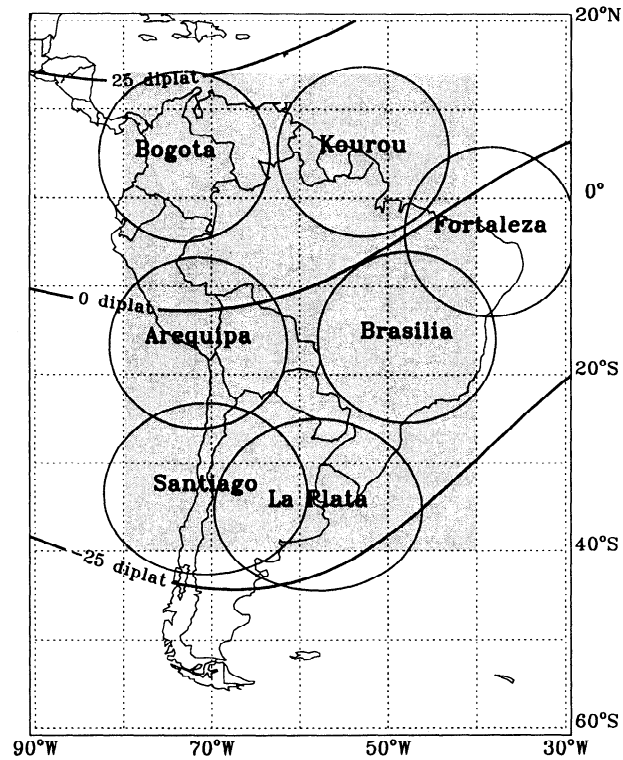 20°N
25 diplat
Bogota
Kourou
0°
Fortaleza
0 diplat
Arequipa
Brasilia
20°S
Santiago
La Plata
40°S
-25 diplat
60°S
90°W
70°W
50°W
30°W